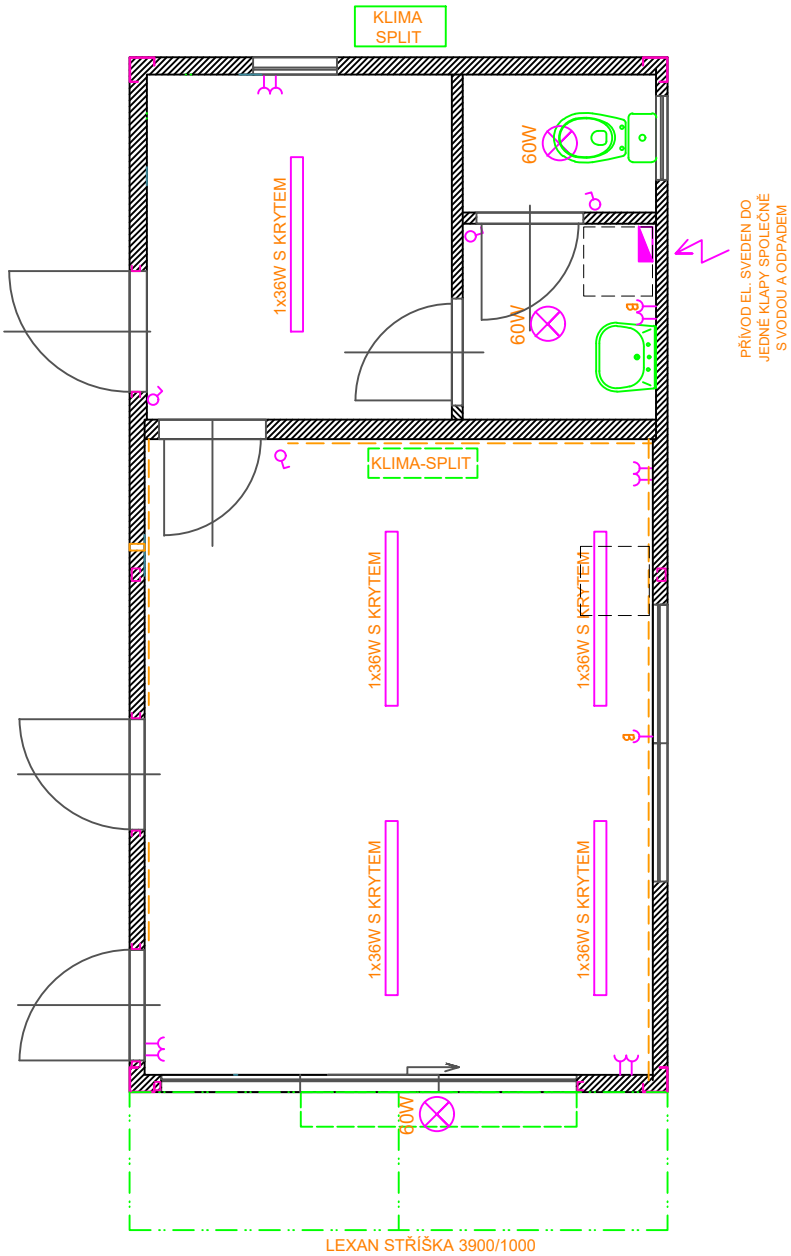 KLIMA
SPLIT
60W
1x36W S KRYTEM
PŘÍVOD EL. SVEDEN DO
JEDNÉ KLAPY SPOLEČNĚ
S VODOU A ODPADEM
B
60W
KLIMA-SPLIT
1x36W S KRYTEM
1x36W S KRYTEM
B
1x36W S KRYTEM
1x36W S KRYTEM
60W
LEXAN STŘÍŠKA 3900/1000